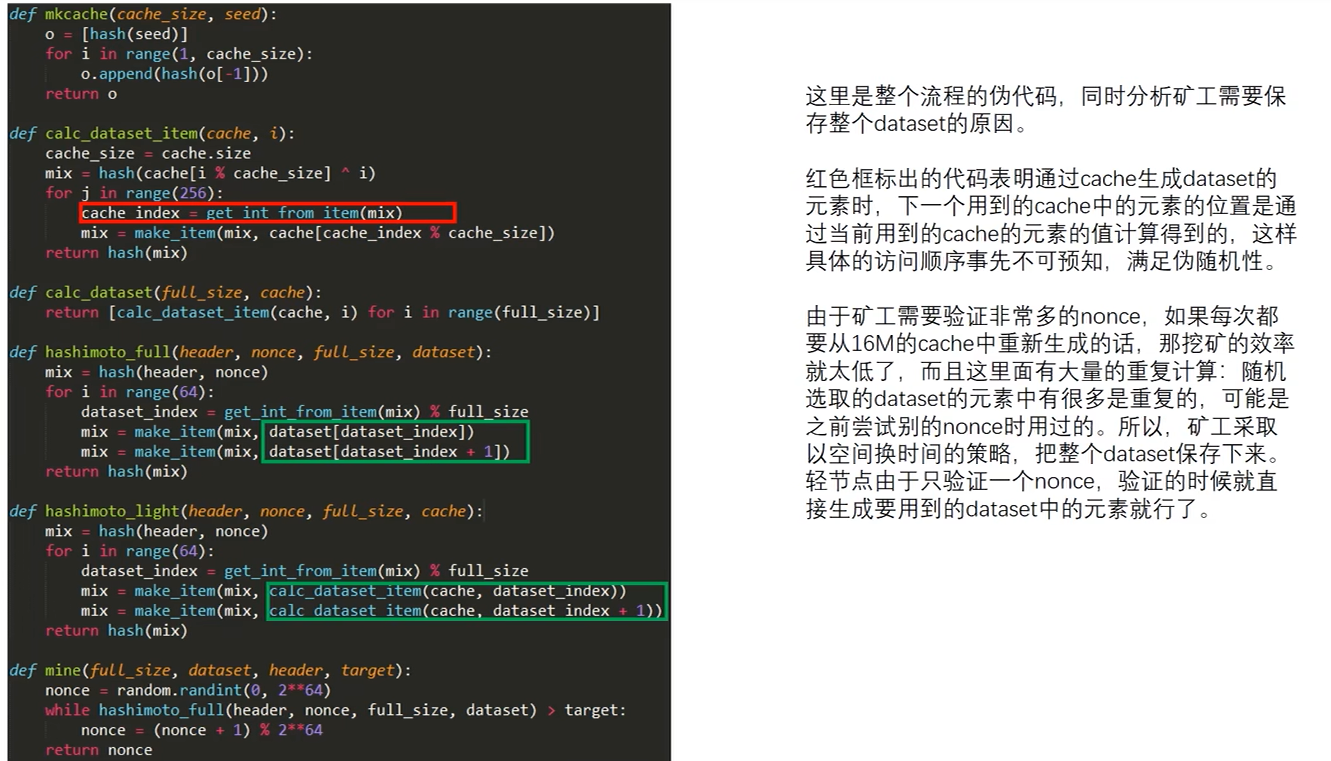 def mkcache(cache_size, seed):
    o = [hash(seed)]
    for i in range(1, cache_size):
        o.append(hash(o[-1]))
    return o
def calc_dataset_item(cache, i):
    cache_size = cache.size
    mix = hash(cache[i % cache_size] ^ i)
    for j in range(256):
        cache_index = get_int_from_item(mix)
        mix = make_item(mix, cache[cache_index % cache_size])
    return hash(mix)
def calc_dataset(full_size, cache):
    return [calc_dataset_item(cache, i) for i in range(full_size)]
def hashimoto_full(header, nonce, full_size, dataset):
    mix = hash(header, nonce)
    for i in range(64):
        dataset_index = get_int_from_item(mix) % full_size
        mix = make_item(mix, dataset[dataset_index])
        mix = make_item(mix, dataset[dataset_index + 1])
    return hash(mix)
def hashimoto_light(header, nonce, full_size, cache):
    mix = hash(header, nonce)
    for i in range(64):
        dataset_index = get_int_from_item(mix) % full_size
        mix = make_item(mix, calc_dataset_item(cache, dataset_index))
        mix = make_item(mix, calc_dataset_item(cache, dataset_index + 1))
    return hash(mix)
def mine(full_size, dataset, header, target):
    nonce = random.randint(0, 2**64)
    while hashimoto_full(header, nonce, full_size, dataset) > target:
        nonce = (nonce + 1) % 2**64
    return nonce
这里是整个流程的伪代码，同时分析矿工需要保
存整个dataset的原因。
红色框标出的代码表明通过cache生成dataset的
元素时，下一个用到的cache中的元素的位置是通
过当前用到的cache的元素的值计算得到的，这样
具体的访问顺序事先不可预知，满足伪随机性。
由于矿工需要验证非常多的nonce，如果每次都
要从16M的cache中重新生成的话，那挖矿的效率
就太低了，而且这里面有大量的重复计算：随机
选取的dataset的元素中有很多是重复的，可能是
之前尝试别的nonce时用过的。所以，矿工采取
以空间换时间的策略，把整个dataset保存下来。
轻节点由于只验证一个nonce，验证的时候就直
接生成要用到的dataset中的元素就行了。